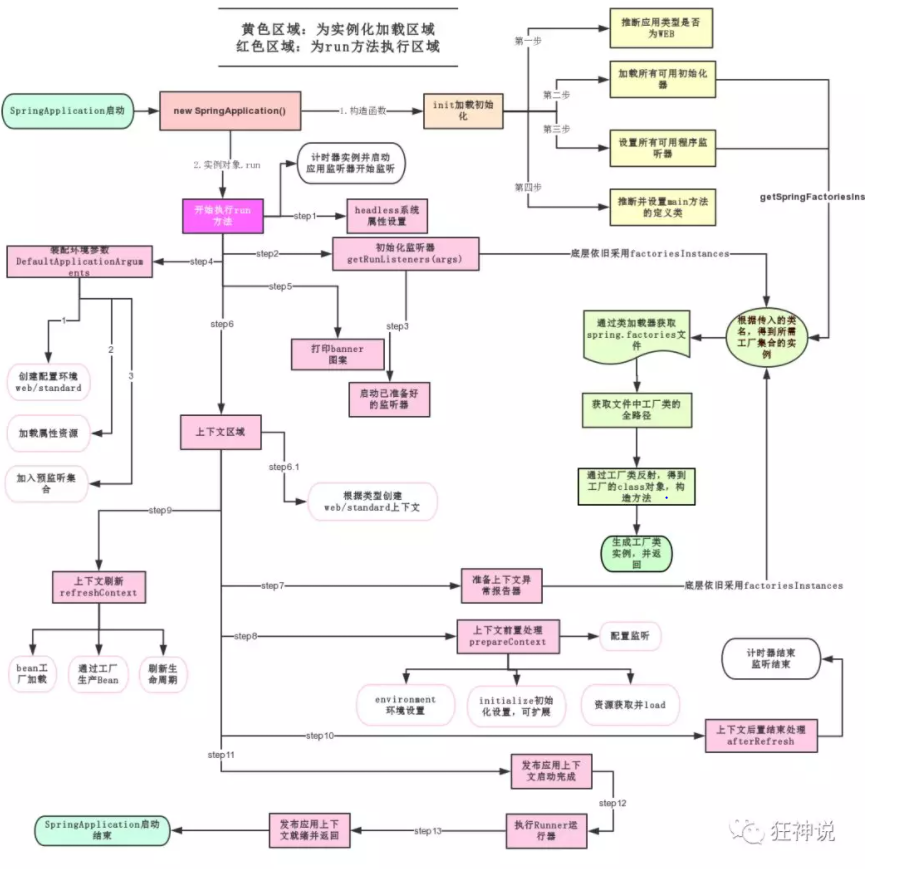 黄色区域: 为实例化加载区域
红色区域: 为run方法执行区域
推断应用类型是否
为WEB
第一步
加载所有可用初始化
器
第二步
SpringApplication启动
new SpringApplication()
1.构造函数
init加载初始
化
第三步
设置所有可用程序监
听器
计时器实例并启动
应用监听器开始监听
2.实例对象.run
第四步
推断并设置main方法
的定义类
getSpringFactoriesIns
开始执行run
方法
step1
headless系统
属性设置
装配环境参数
DefaultApplicationArgum
ents
step4
step2
初始化监听器
getRunListeners(args)
底层依旧采用factoriesInstances
step5
step6
step3
1
2
3
打印banner
图案
通过类加载器获取
spring.factories文
件
根据传入的类
名, 得到所需
工厂集合的实
例
创建配置环境
web/standard
启动已准备好
的监听器
获取文件中工厂类的
全路径
加载属性资源
上下文区域
step6.1
加入预监听集
合
根据类型创建
web/standard上下文
通过工厂类反射, 得到
工厂的class对象, 构
造方法
step9
生成工厂类
实例, 并返
回
上下文刷新
refreshContext
step7
准备上下文异
常报告器
底层依旧采用factoriesInstances
step8
上下文前置处理
prepareContext
配置监听
bean工
厂加载
通过工厂
生产Bean
刷新生
命周期
计时器结束
监听结束
environment
环境设置
initialize初始
化设置, 可扩展
资源获取并load
step10
上下文后置结束处理
afterRefresh
step11
发布应用上下
文启动完成
step12
SpringApplication启动
结束
发布应用上下
文就绪并返回
step13
执行Runner运
行器
狂神说